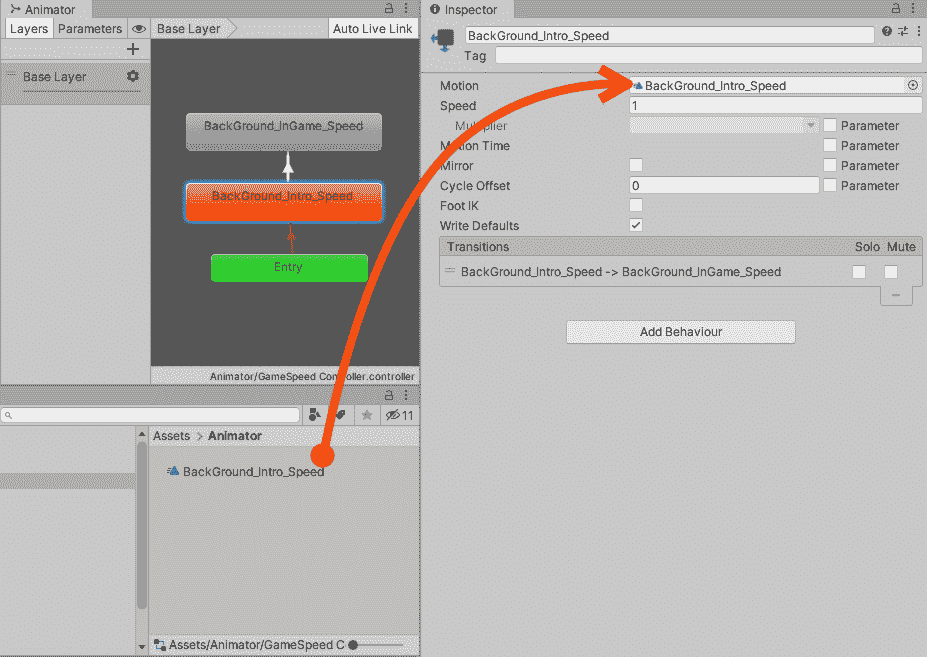 Animator
Layers
Parameters
Base Layer
Auto Live Link
Base Layer
BackGround_InGame_Speed
BackGround_Intro_Speed
Entry
Animator/GameSpeed Controller.controller
11
Assets > Animator
BackGround_Intro_Speed
Assets/Animator/GameSpeed C
Inspector
BackGround_Intro_Speed
Tag
Motion
BackGround_Intro_Speed
Speed
1
Multiplier
Parameter
Motion Time
Parameter
Mirror
Parameter
Cycle Offset
0
Parameter
Foot IK
Write Defaults
Transitions
Solo Mute
BackGround_Intro_Speed -> BackGround_InGame_Speed
Add Behaviour